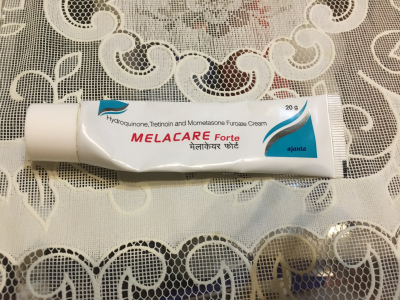 20 g
Hydroquinone, Tretinoin and Mometasone Furoate Cream
MELACARE Forte
मेलाकेयर फोर्ट
ajanta